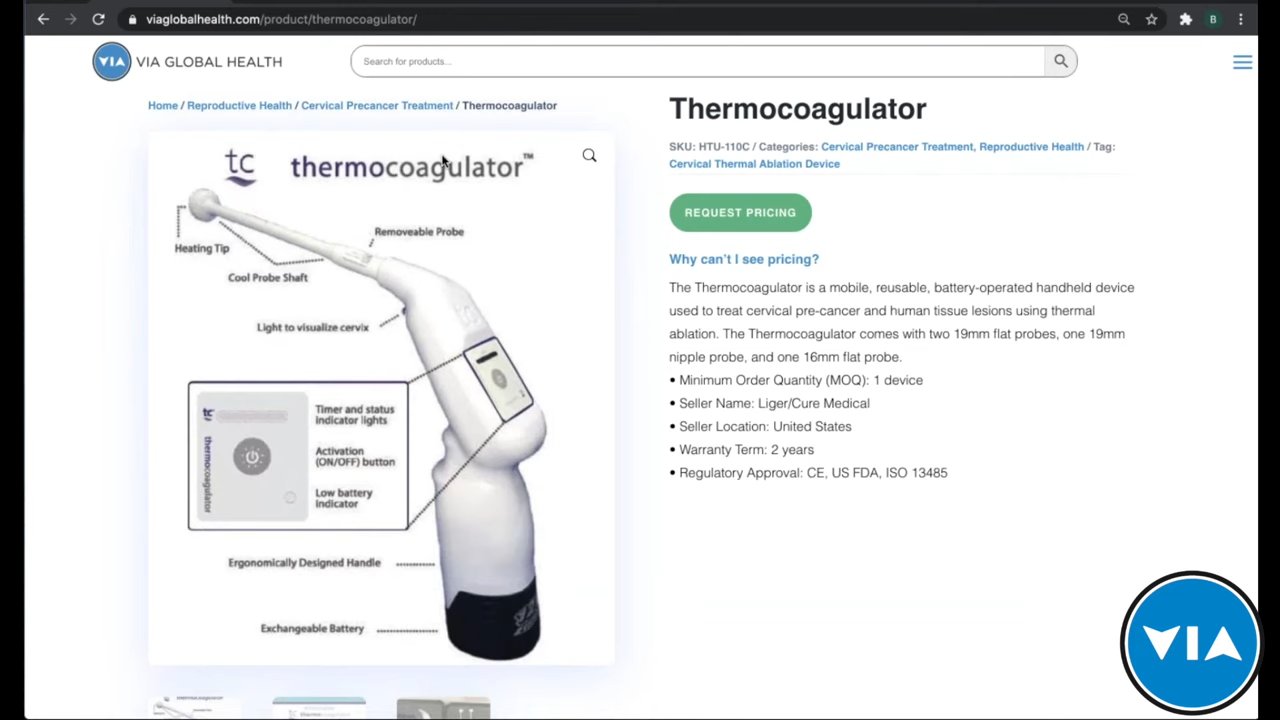 viaglobalhealth.com/product/thermocoagulator/
B
VIA VIA GLOBAL HEALTH
Search for products...
Home / Reproductive Health / Cervical Precancer Treatment / Thermocoagulator
tc thermocoagulator™
Heating Tip
Removeable Probe
Cool Probe Shaft
Light to visualize cervix
tc
thermocoagulator
Timer and status
indicator lights
Activation
(ON/OFF) button
Low battery
indicator
Ergonomically Designed Handle
Exchangeable Battery
Thermocoagulator
SKU: HTU-110C / Categories: Cervical Precancer Treatment, Reproductive Health / Tag:
Cervical Thermal Ablation Device
REQUEST PRICING
Why can't I see pricing?
The Thermocoagulator is a mobile, reusable, battery-operated handheld device
used to treat cervical pre-cancer and human tissue lesions using thermal
ablation. The Thermocoagulator comes with two 19mm flat probes, one 19mm
nipple probe, and one 16mm flat probe.
• Minimum Order Quantity (MOQ): 1 device
• Seller Name: Liger/Cure Medical
• Seller Location: United States
• Warranty Term: 2 years
• Regulatory Approval: CE, US FDA, ISO 13485
VIA